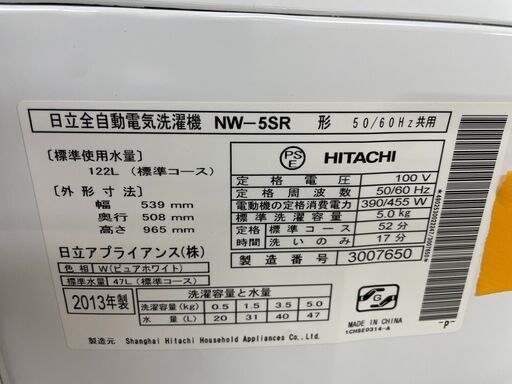 日立全自動電気洗濯機 NW-5SR 形 50/60Hz共用
〔標準使用水量〕
122L（標準コース）
〔外形寸法〕
幅 539 mm
奥行 508 mm
高さ 965 mm
日立アプライアンス(株)
色相 W(ピュアホワイト)
標準水量 47L(標準コース)
PS
E
HITACHI
定格電圧 100 V
定格周波数 50/60 Hz
電動機の定格消費電力 390/455 W
標準洗濯容量 5.0kg
定格 標準コース 52分
時間 洗いのみ 17分
製造番号 3007650
2013年製
洗濯容量と水量
洗濯容量(kg) 0.5 1.5 3.5 5.0
水量(L) 20 31 40 47
製造元 Shanghai Hitachi Household Appliances Co., Ltd.
G
MADE IN CHINA
1CHSE0314-A
-P-